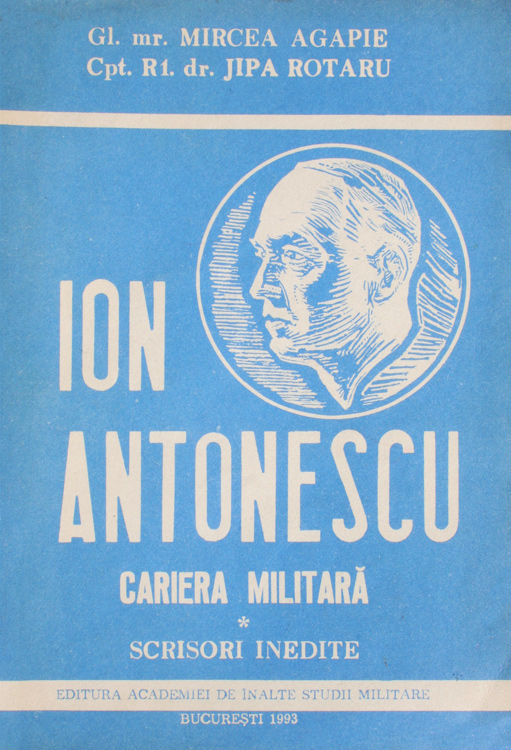 Gl. mr. MIRCEA AGAPIE
Cpt. R1. dr. JIPA ROTARU
ION
ANTONESCU
CARIERA MILITARĂ
*
SCRISORI INEDITE
EDITURA ACADEMIEI DE ÎNALTE STUDII MILITARE
BUCUREȘTI 1993